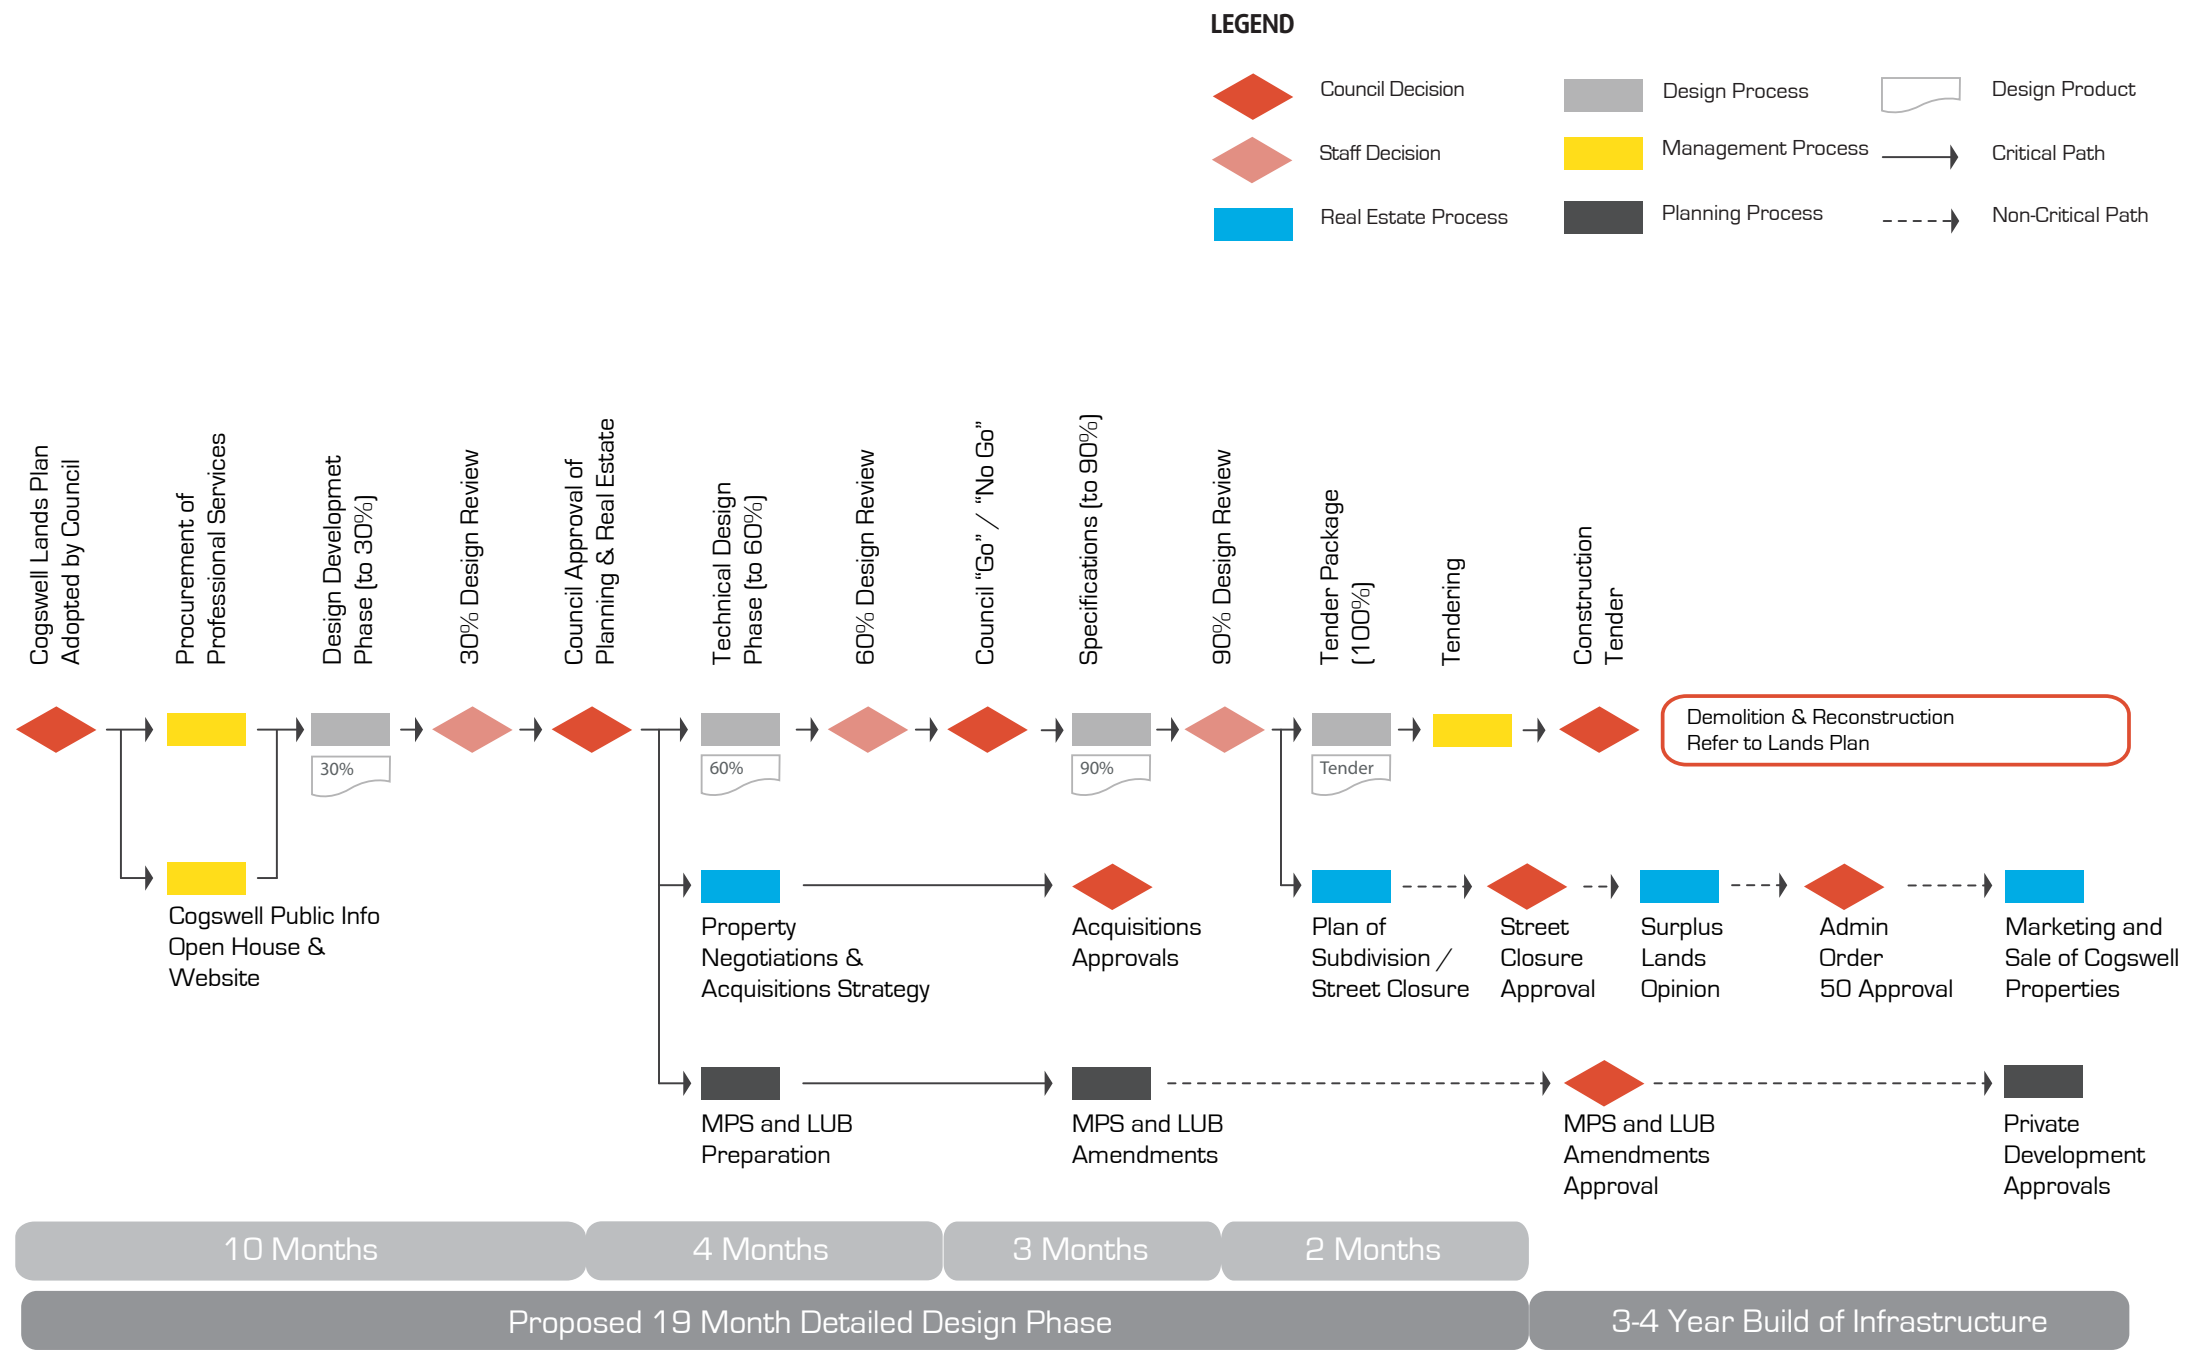 LEGEND
Council Decision
Design Process
Design Product
Staff Decision
Management Process
Critical Path
Real Estate Process
Planning Process
Non-Critical Path
Cogswell Lands Plan
Adopted by Council
Procurement of
Professional Services
Design Developmet
Phase (to 30%)
30% Design Review
Council Approval of
Planning & Real Estate
Technical Design
Phase (to 60%)
60% Design Review
Council “Go” / “No Go”
Specifications (to 90%)
90% Design Review
Tender Package
(100%)
Tendering
Construction
Tender
Demolition & Reconstruction
Refer to Lands Plan
30%
60%
90%
Tender
Cogswell Public Info
Open House &
Website
Property
Negotiations &
Acquisitions Strategy
Acquisitions
Approvals
Plan of
Subdivision /
Street Closure
Street
Closure
Approval
Surplus
Lands
Opinion
Admin
Order
50 Approval
Marketing and
Sale of Cogswell
Properties
MPS and LUB
Preparation
MPS and LUB
Amendments
MPS and LUB
Amendments
Approval
Private
Development
Approvals
10 Months
4 Months
3 Months
2 Months
Proposed 19 Month Detailed Design Phase
3-4 Year Build of Infrastructure